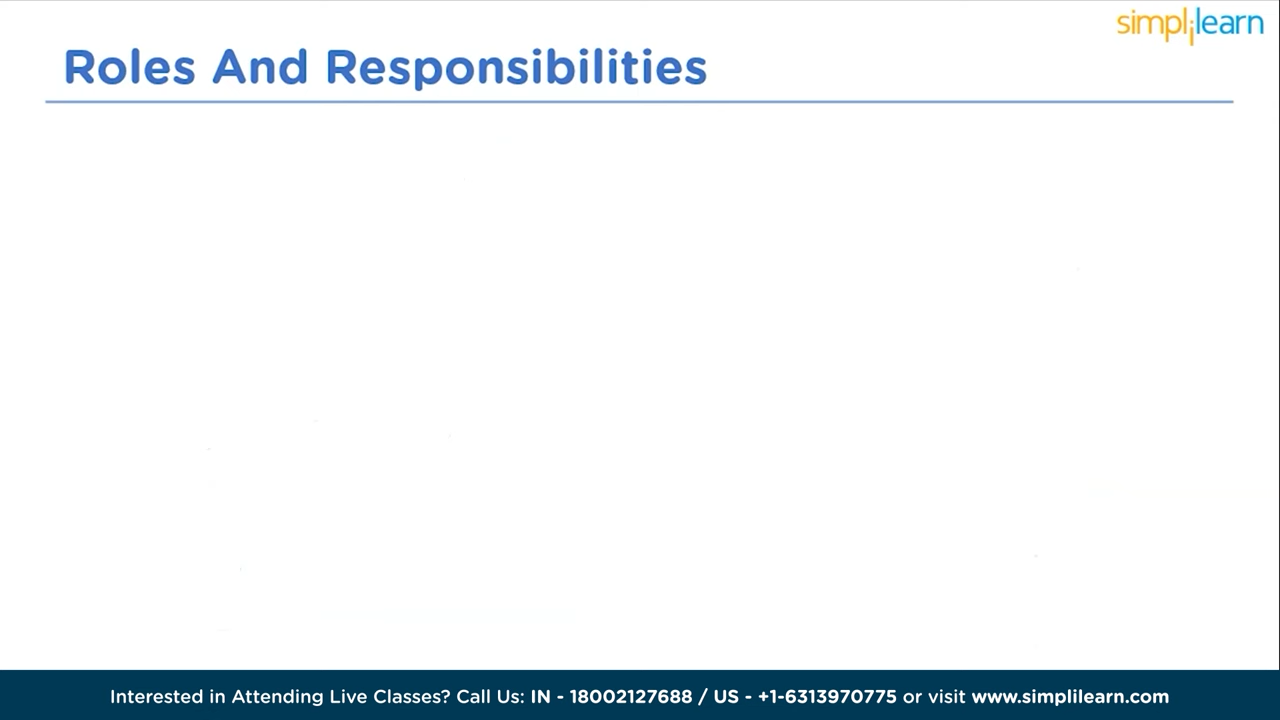 simplilearn
Roles And Responsibilities
Interested in Attending Live Classes? Call Us: IN - 18002127688 / US - +1-6313970775 or visit www.simplilearn.com